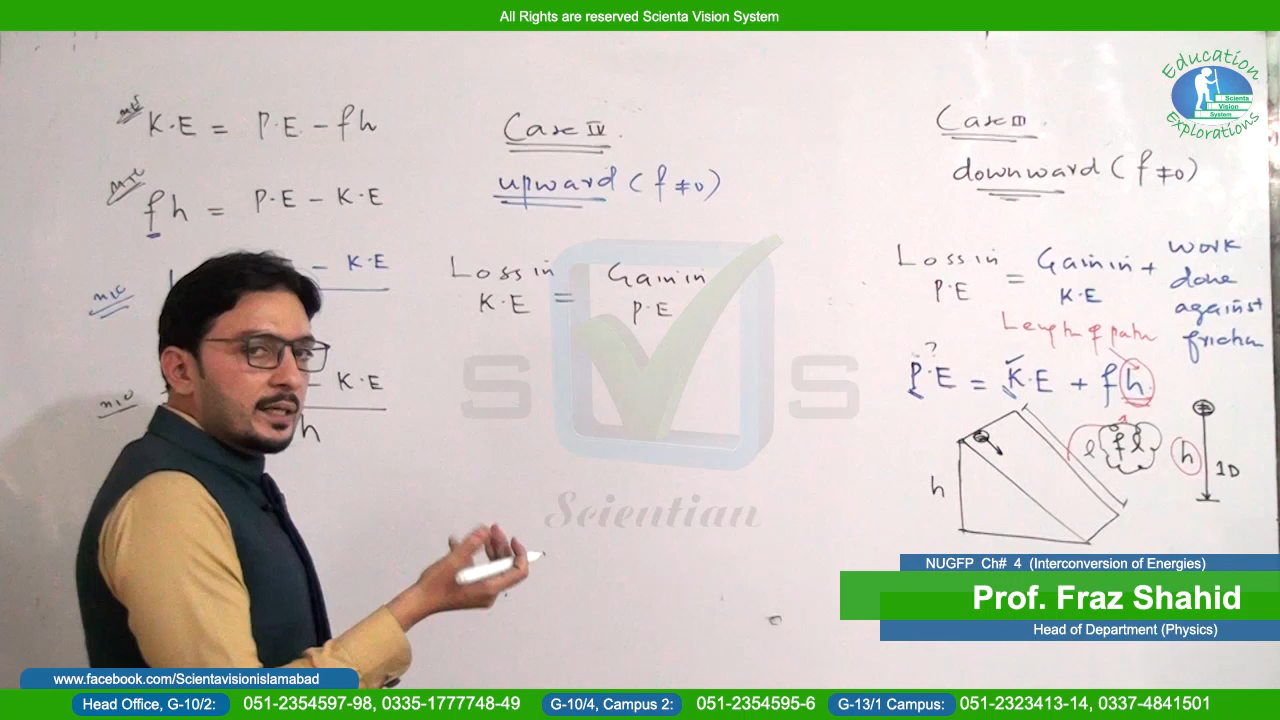 All Rights are reserved Scienta Vision System
Education
Scienta
Vision
System
Explorations
MCQ
K.E = P.E - fh
MCQ
fh = P.E - K.E
- K.E
- K.E
h
Case IV.
upward (f≠0)
Loss in K.E = Gain in P.E
Case III.
downward (f≠0)
Loss in P.E = Gain in K.E + work done against friction
Length of path
?
P.E = K.E + fh
h
l
fl
h
1D
S S
Scientian
NUGFP Ch# 4 (Interconversion of Energies)
Prof. Fraz Shahid
Head of Department (Physics)
www.facebook.com/Scientavisionislamabad
Head Office, G-10/2: 051-2354597-98, 0335-1777748-49 G-10/4, Campus 2: 051-2354595-6 G-13/1 Campus: 051-2323413-14, 0337-4841501